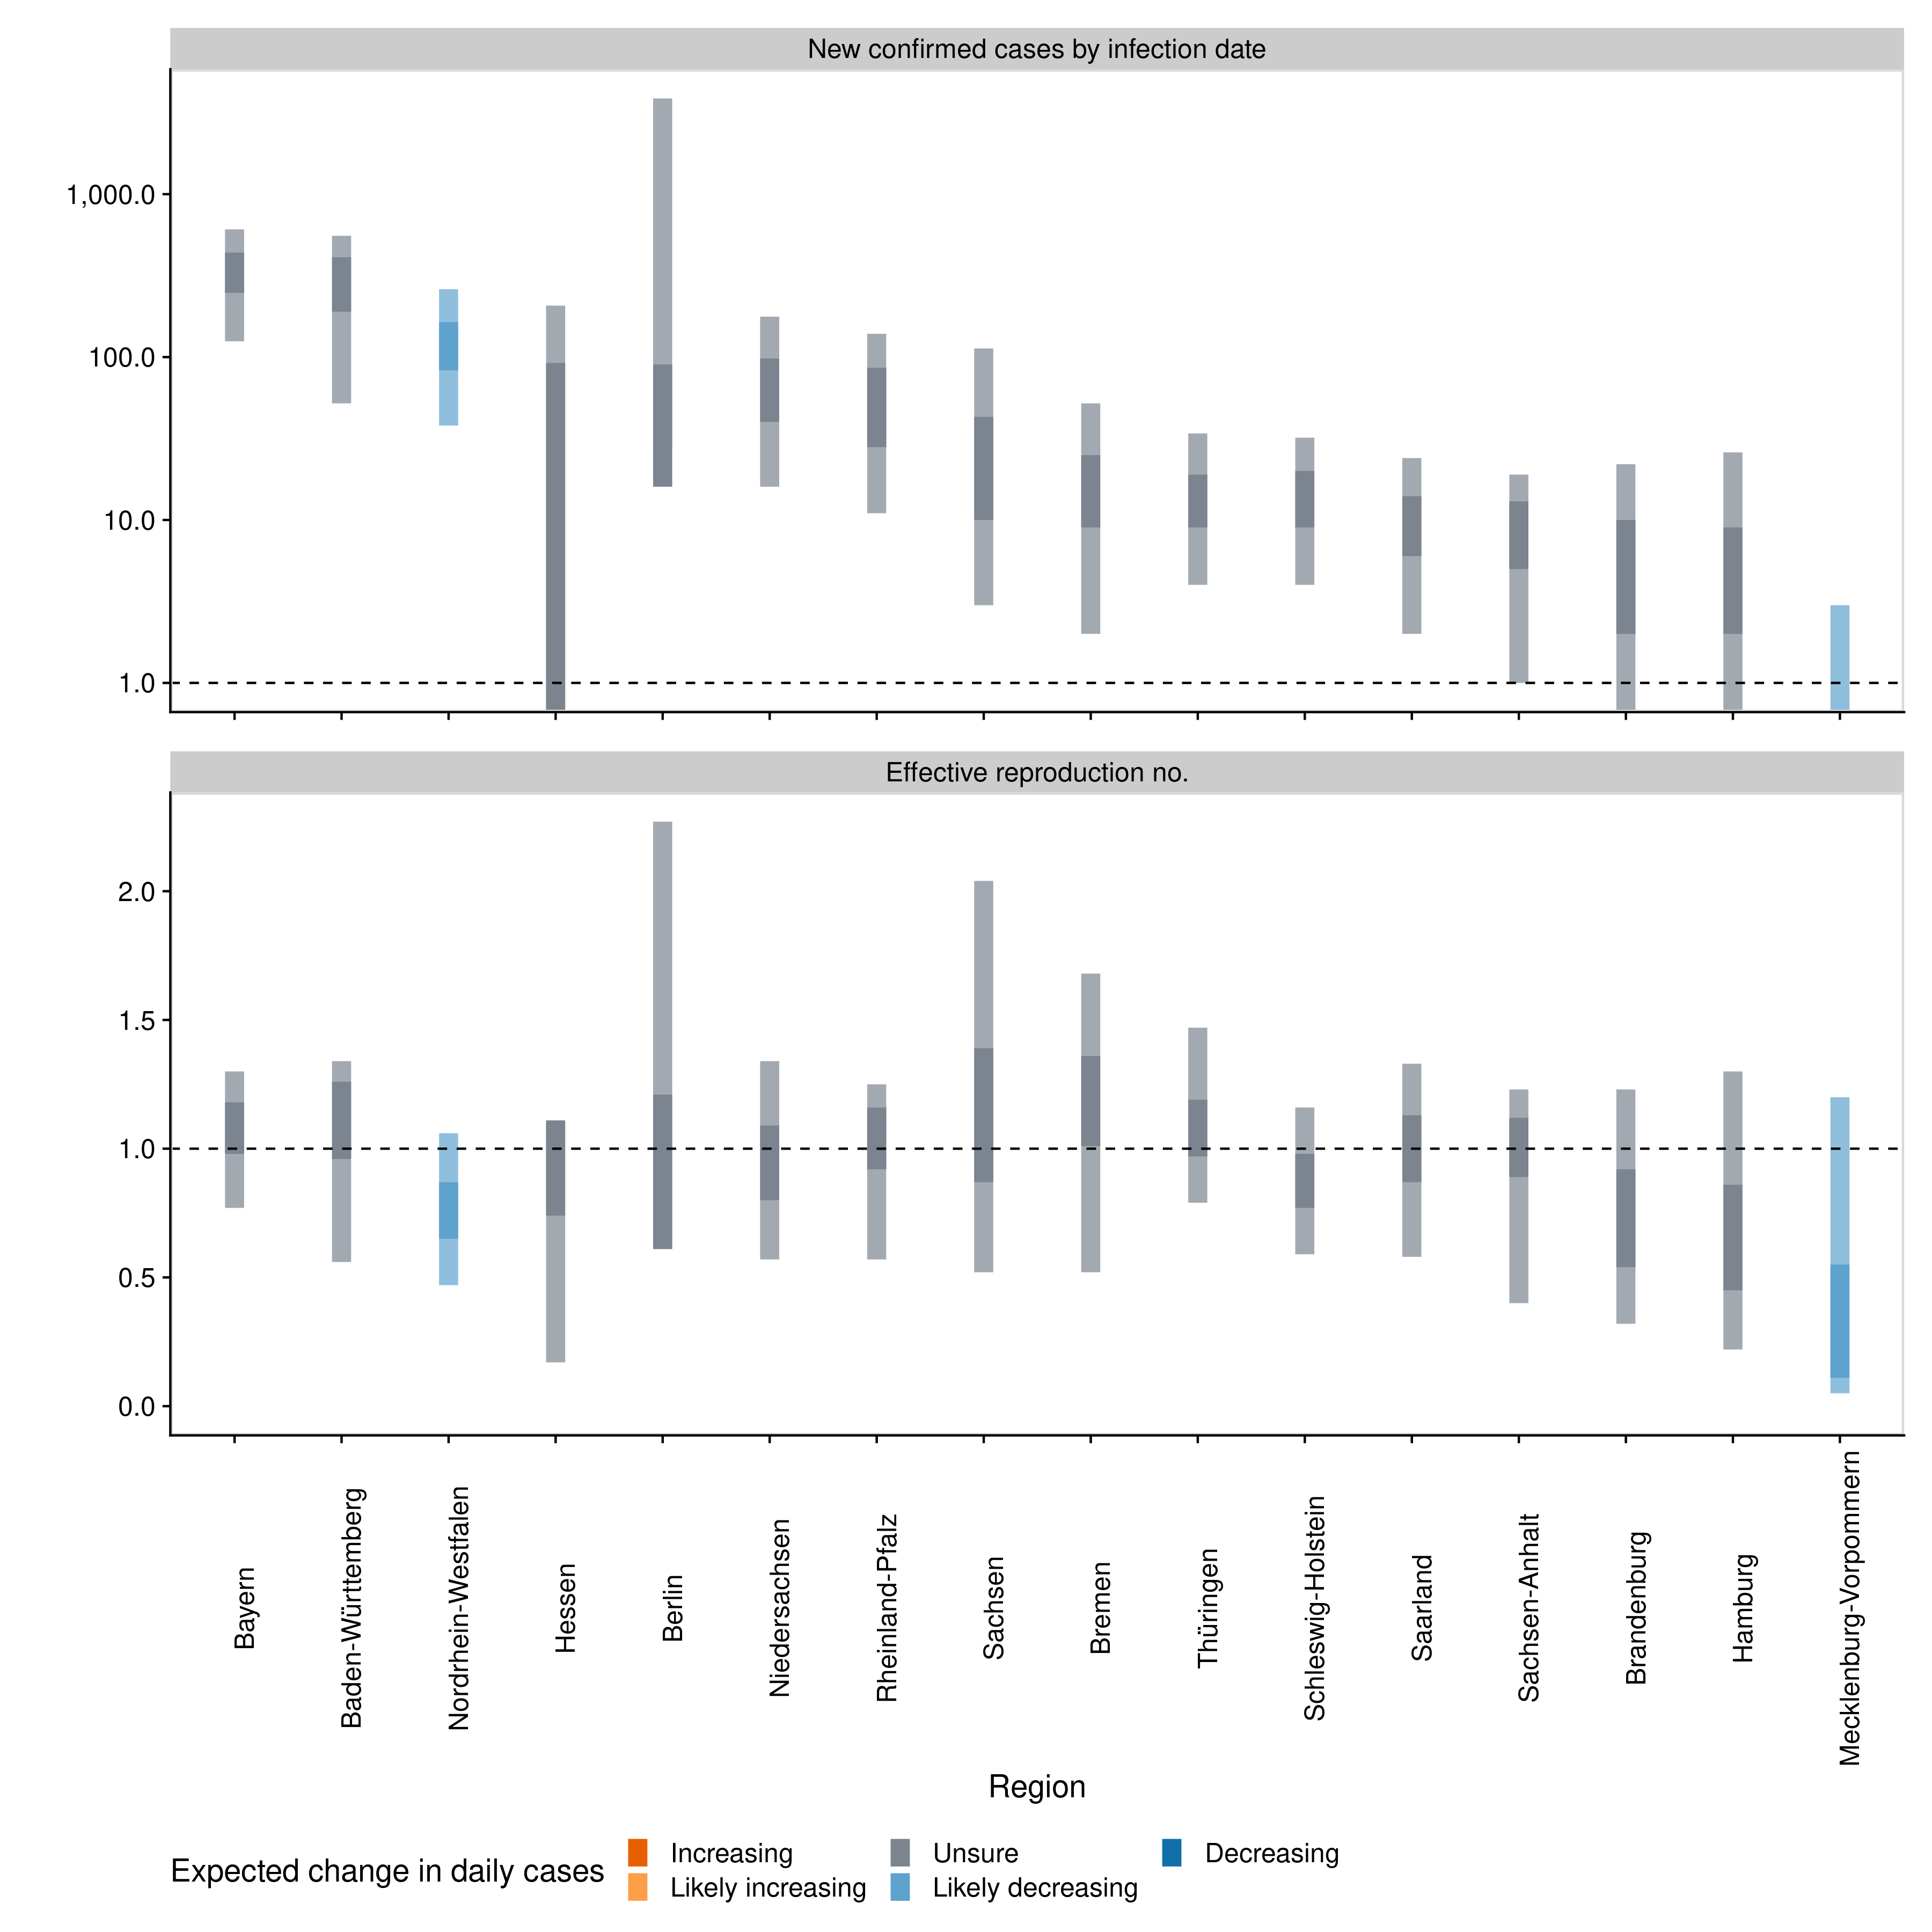 New confirmed cases by infection date
1,000.0
100.0
10.0
1.0
Effective reproduction no.
2.0
1.5
1.0
0.5
0.0
Bayern
Baden-Württemberg
Nordrhein-Westfalen
Hessen
Berlin
Niedersachsen
Rheinland-Pfalz
Sachsen
Bremen
Thüringen
Schleswig-Holstein
Saarland
Sachsen-Anhalt
Brandenburg
Hamburg
Mecklenburg-Vorpommern
Region
Expected change in daily cases
Increasing
Likely increasing
Unsure
Likely decreasing
Decreasing